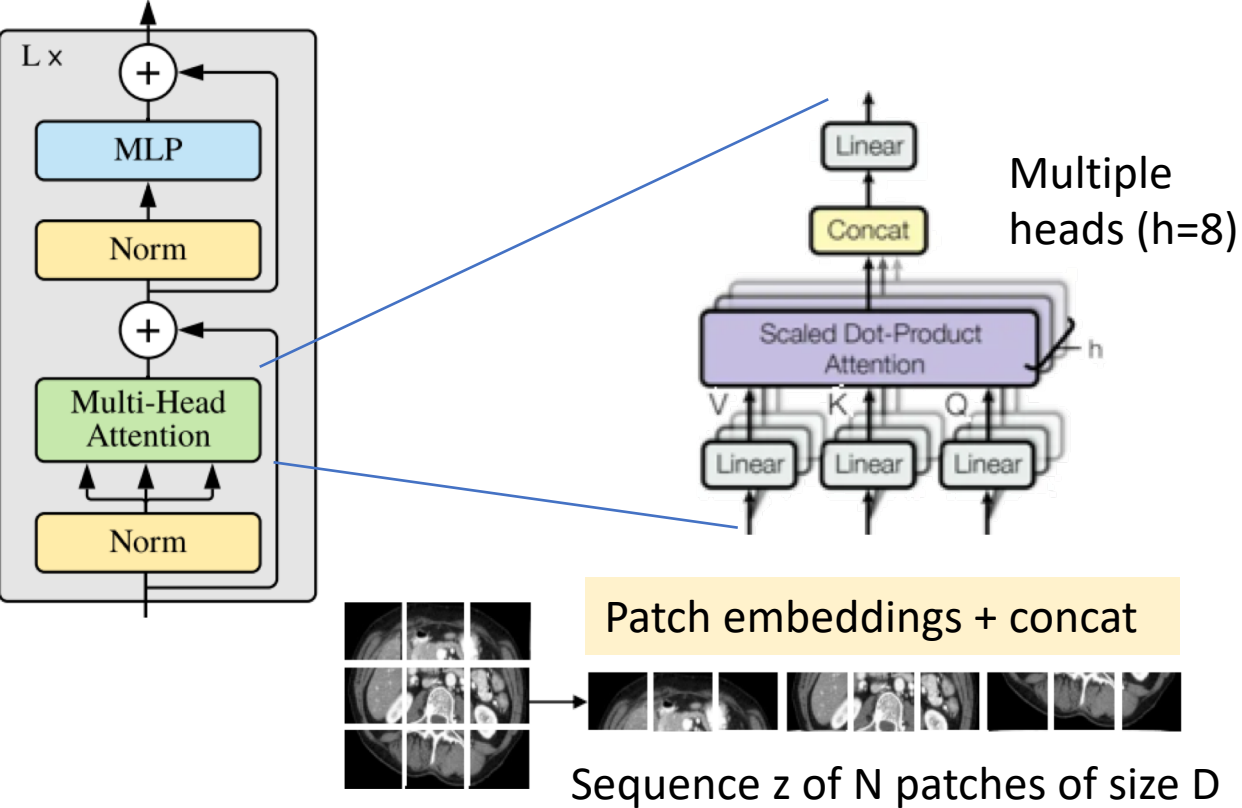 L ×
+
MLP
Norm
+
Multi-Head
Attention
Norm
Linear
Concat
Multiple
heads (h=8)
Scaled Dot-Product
Attention
h
V K Q
Linear Linear Linear
Patch embeddings + concat
Sequence z of N patches of size D